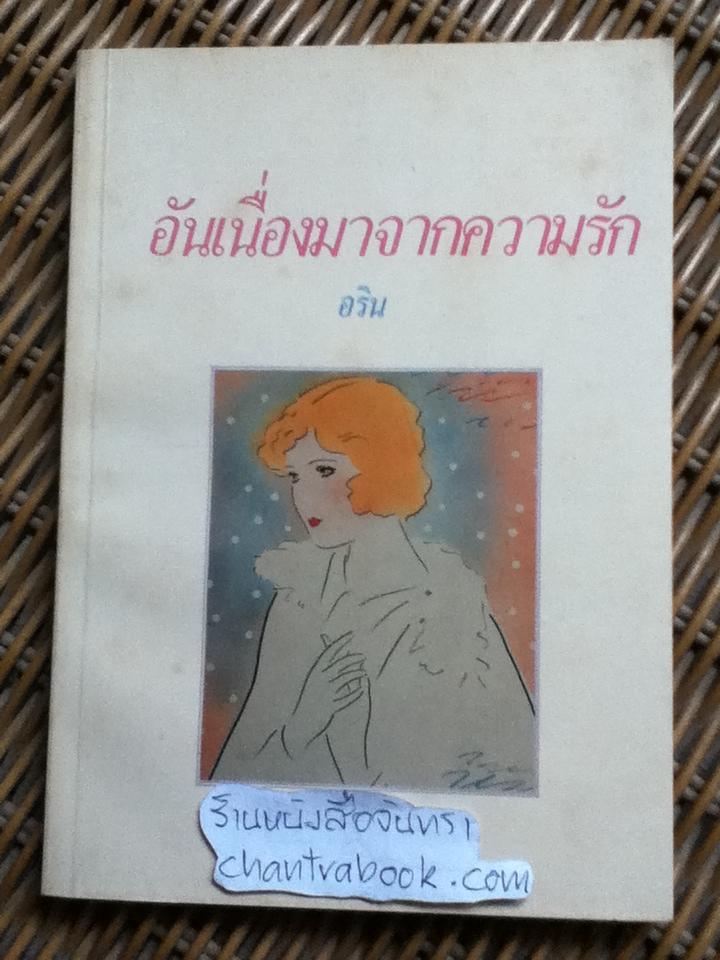 อันเนื่องมาจากความรัก
อริน
ร้านหนังสือจันทรา
chantrabook.com